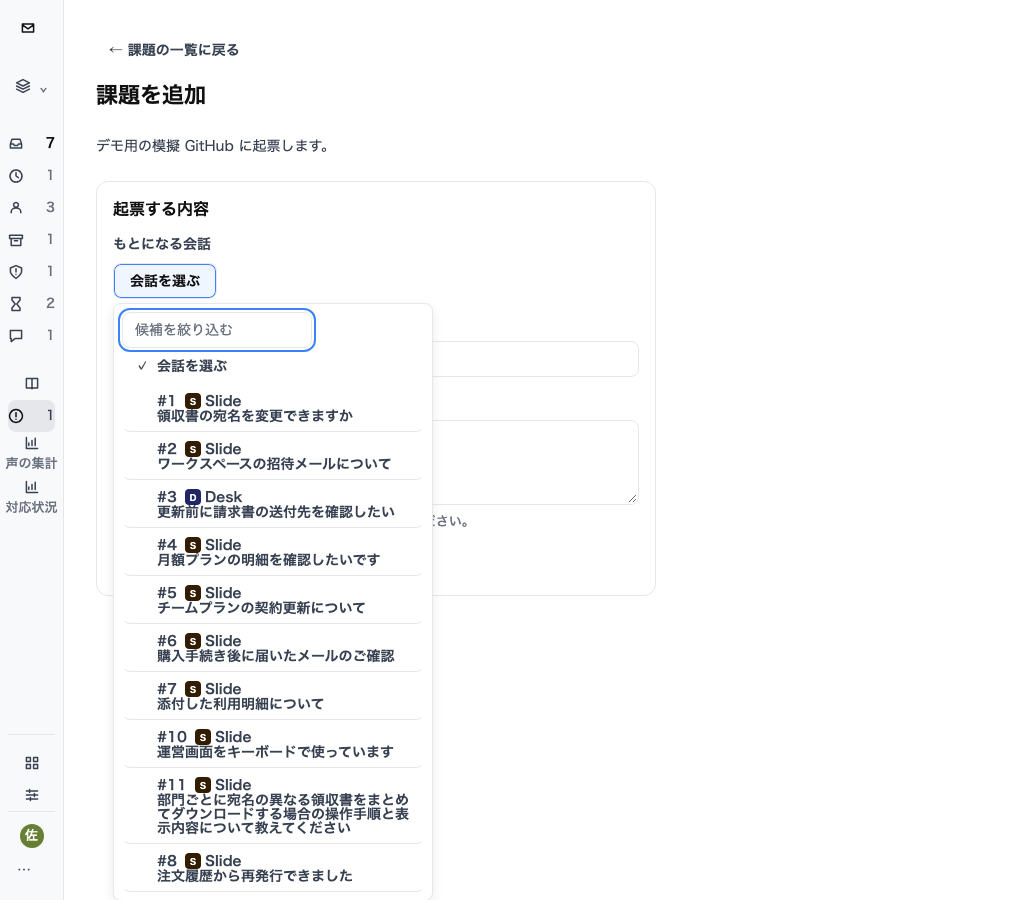 ← 課題の一覧に戻る
課題を追加
デモ用の模擬 GitHub に起票します。
起票する内容
もとになる会話
会話を選ぶ
候補を絞り込む
✓ 会話を選ぶ
#1 S Slide
領収書の宛名を変更できますか
#2 S Slide
ワークスペースの招待メールについて
#3 D Desk
更新前に請求書の送付先を確認したい
ださい。
#4 S Slide
月額プランの明細を確認したいです
#5 S Slide
チームプランの契約更新について
#6 S Slide
購入手続き後に届いたメールのご確認
#7 S Slide
添付した利用明細について
#10 S Slide
運営画面をキーボードで使っています
#11 S Slide
部門ごとに宛名の異なる領収書をまとめ
てダウンロードする場合の操作手順と表
示内容について教えてください
#8 S Slide
注文履歴から再発行できました
7
1
3
1
1
2
1
1
声の集計
対応状況
佐
…